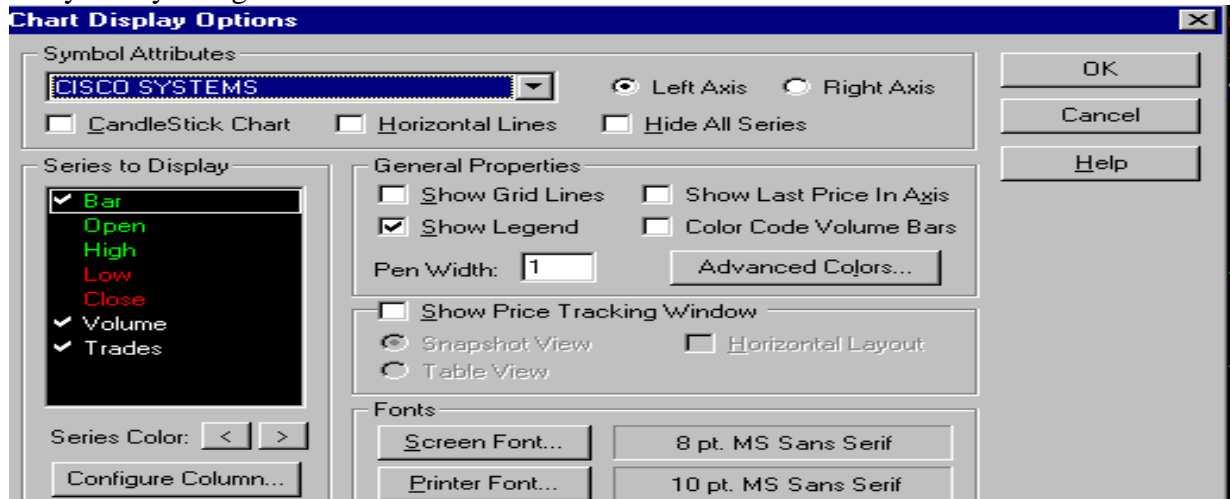 Chart Display Options
Symbol Attributes
CISCO SYSTEMS
Left Axis Right Axis
CandleStick Chart Horizontal Lines Hide All Series
OK
Cancel
Help
Series to Display
Bar
Open
High
Low
Close
Volume
Trades
Series Color: < >
Configure Column...
General Properties
Show Grid Lines Show Last Price In Axis
Show Legend Color Code Volume Bars
Pen Width: 1 Advanced Colors...
Show Price Tracking Window
Snapshot View Horizontal Layout
Table View
Fonts
Screen Font... 8 pt. MS Sans Serif
Printer Font... 10 pt. MS Sans Serif